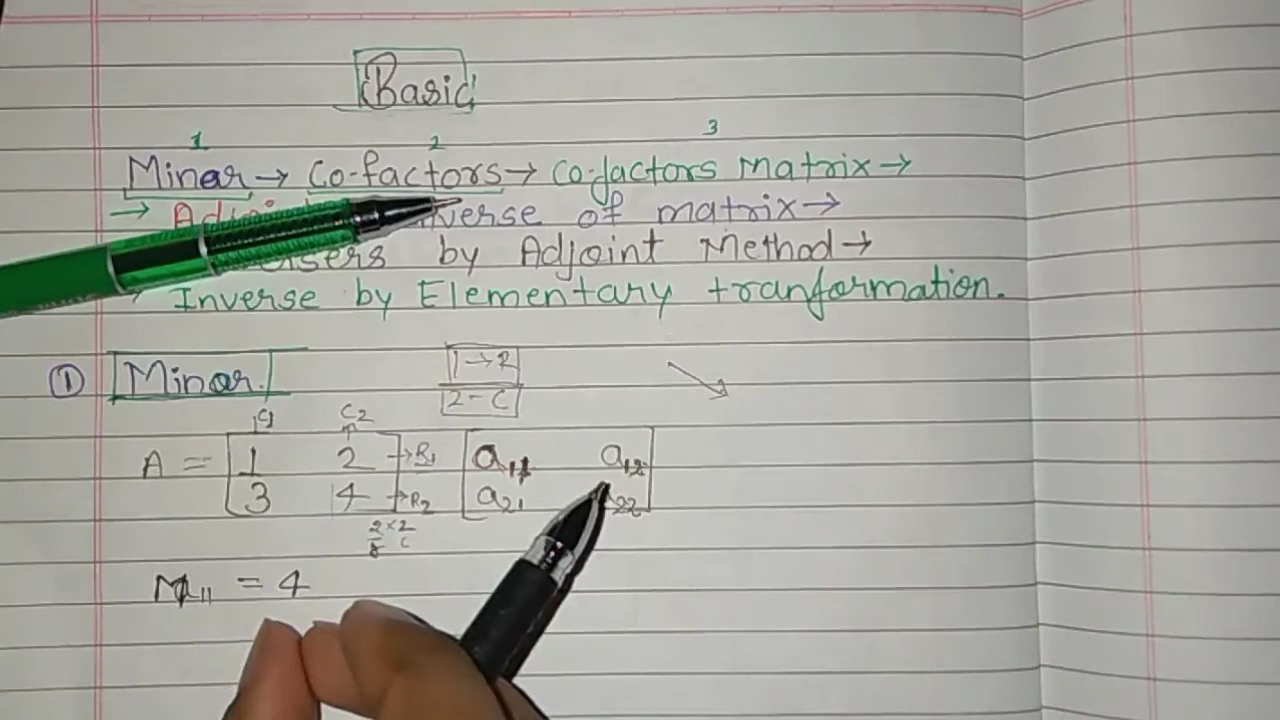 Basic
1 2 3
Minor → Co-factors → Co-factors Matrix →
→ inverse of matrix →
by Adjoint Method →
Inverse by Elementary tranformation.
① Minor.
1 → R
2 - C
C1 C2
A = 1 2 → R1 a11 a12
3 4 → R2 a21 22
2 × 2
C
M11 = 4